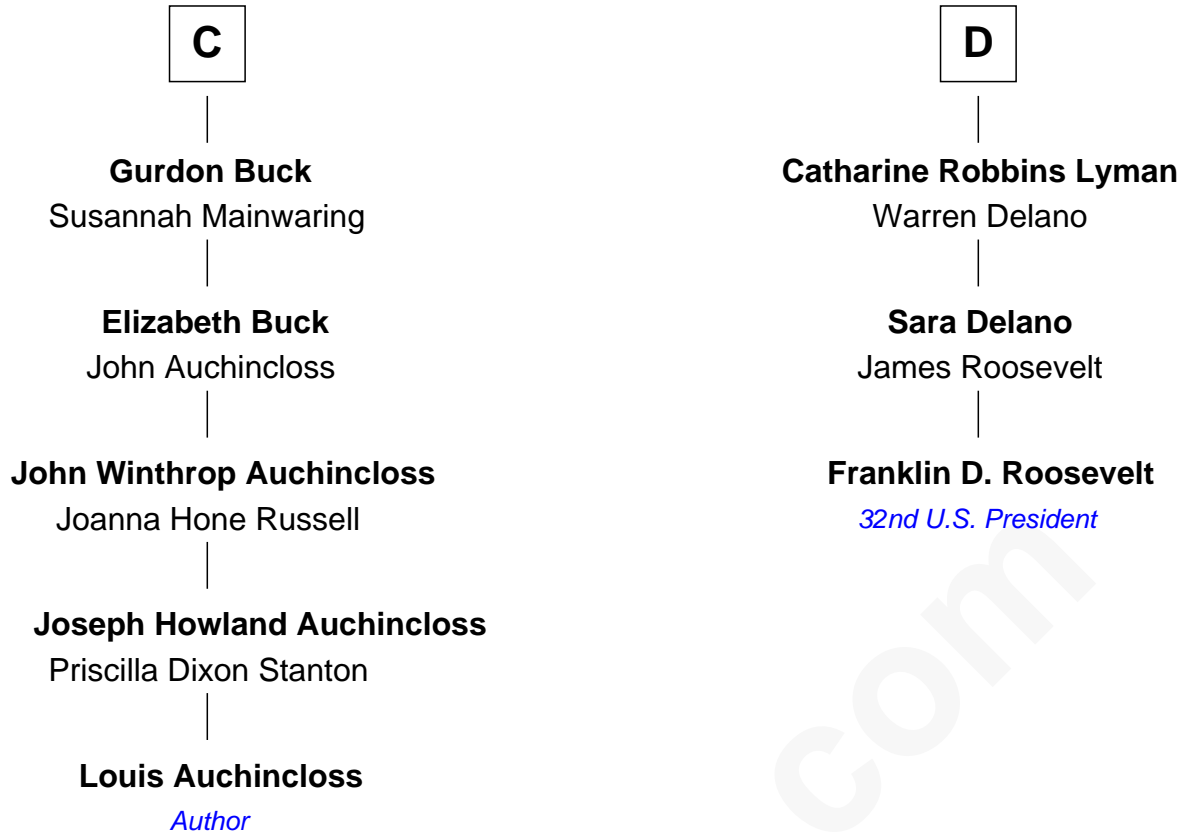 C
Gurdon Buck
Susannah Mainwaring
Elizabeth Buck
John Auchincloss
John Winthrop Auchincloss
Joanna Hone Russell
Joseph Howland Auchincloss
Priscilla Dixon Stanton
Louis Auchincloss
Author
D
Catharine Robbins Lyman
Warren Delano
Sara Delano
James Roosevelt
Franklin D. Roosevelt
32nd U.S. President
com